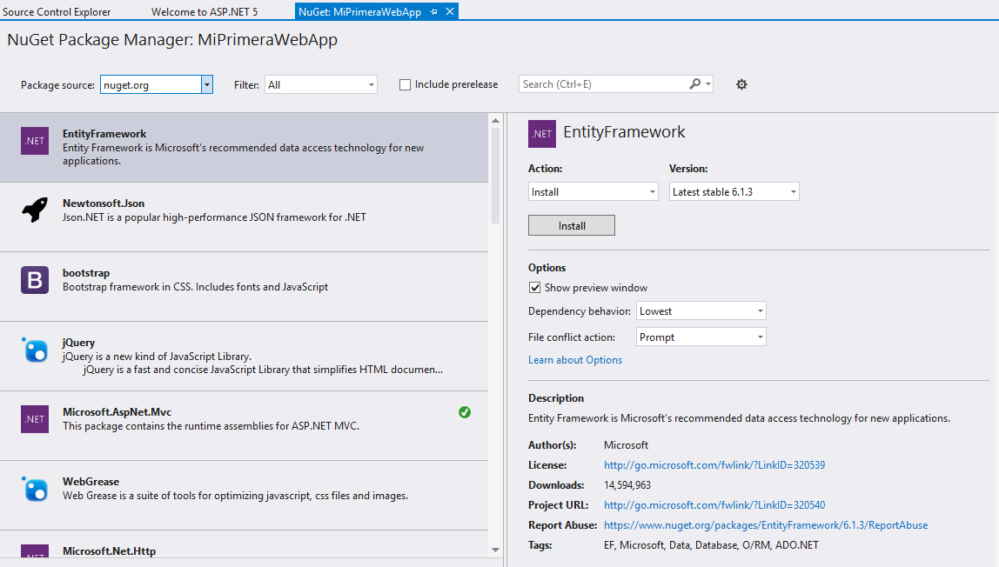 Source Control Explorer
Welcome to ASP.NET 5
NuGet: MiPrimeraWebApp
NuGet Package Manager: MiPrimeraWebApp
Package source: nuget.org
Filter: All
Include prerelease
Search (Ctrl+E)
.NET
EntityFramework
Entity Framework is Microsoft's recommended data access technology for new
applications.
Newtonsoft.Json
Json.NET is a popular high-performance JSON framework for .NET
B
bootstrap
Bootstrap framework in CSS. Includes fonts and JavaScript
jQuery
jQuery is a new kind of JavaScript Library.
jQuery is a fast and concise JavaScript Library that simplifies HTML documen...
.NET
Microsoft.AspNet.Mvc
This package contains the runtime assemblies for ASP.NET MVC.
WebGrease
Web Grease is a suite of tools for optimizing javascript, css files and images.
.NET
Microsoft.Net.Http
.NET
EntityFramework
Action:
Version:
Install
Latest stable 6.1.3
Install
Options
Show preview window
Dependency behavior: Lowest
File conflict action: Prompt
Learn about Options
Description
Entity Framework is Microsoft's recommended data access technology for new applications.
Author(s): Microsoft
License: http://go.microsoft.com/fwlink/?LinkID=320539
Downloads: 14,594,963
Project URL: http://go.microsoft.com/fwlink/?LinkID=320540
Report Abuse: https://www.nuget.org/packages/EntityFramework/6.1.3/ReportAbuse
Tags: EF, Microsoft, Data, Database, O/RM, ADO.NET